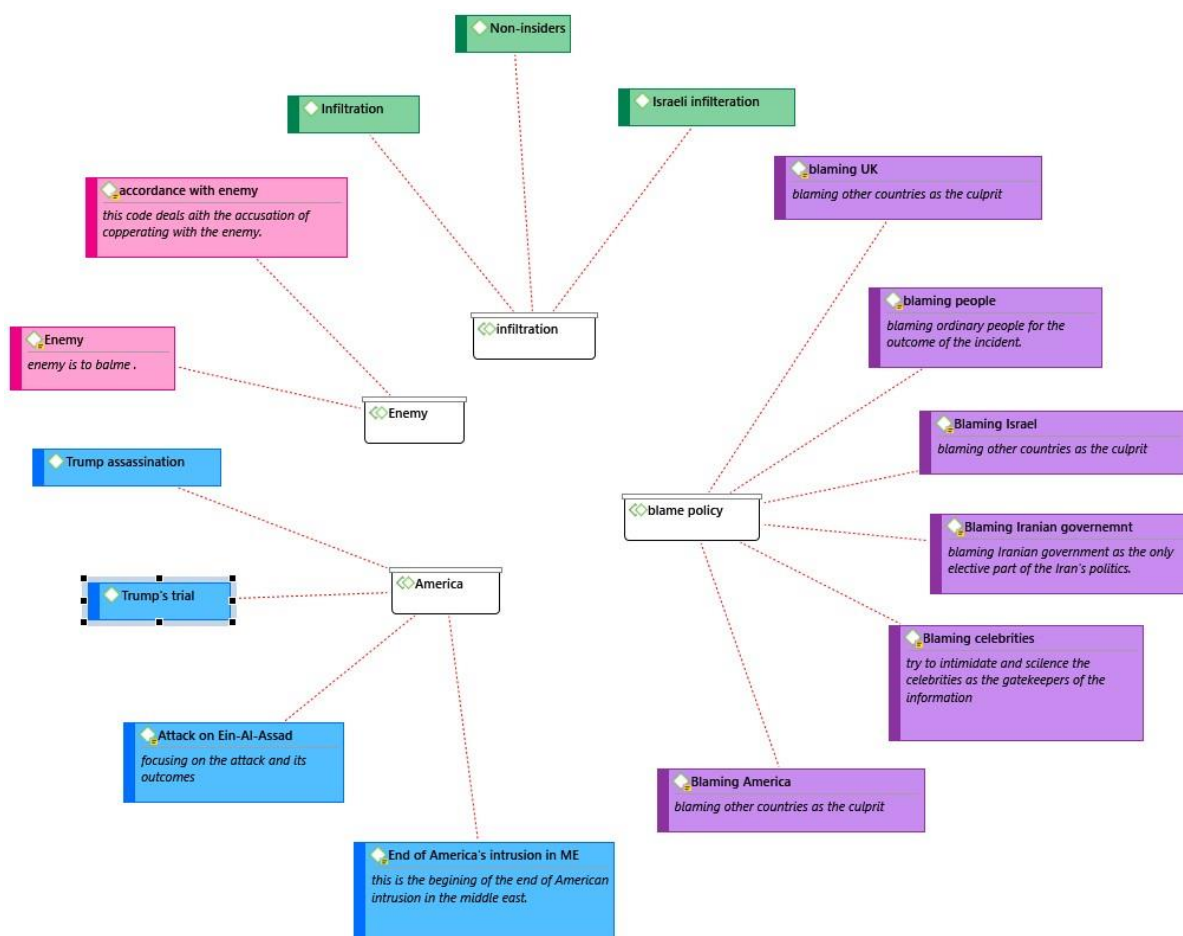 Non-insiders
Infiltration
Israeli infilteration
blaming UK
blaming other countries as the culprit
accordance with enemy
this code deals aith the accusation of
copperating with the enemy.
blaming people
blaming ordinary people for the
outcome of the incident.
infiltration
Enemy
enemy is to balme .
Enemy
Blaming Israel
blaming other countries as the culprit
Trump assassination
blame policy
Blaming Iranian governemnt
blaming Iranian government as the only
elective part of the Iran's politics.
America
Trump's trial
Blaming celebrities
try to intimidate and scilence the
celebrities as the gatekeepers of the
information
Attack on Ein-Al-Assad
focusing on the attack and its
outcomes
Blaming America
blaming other countries as the culprit
End of America's intrusion in ME
this is the begining of the end of American
intrusion in the middle east.